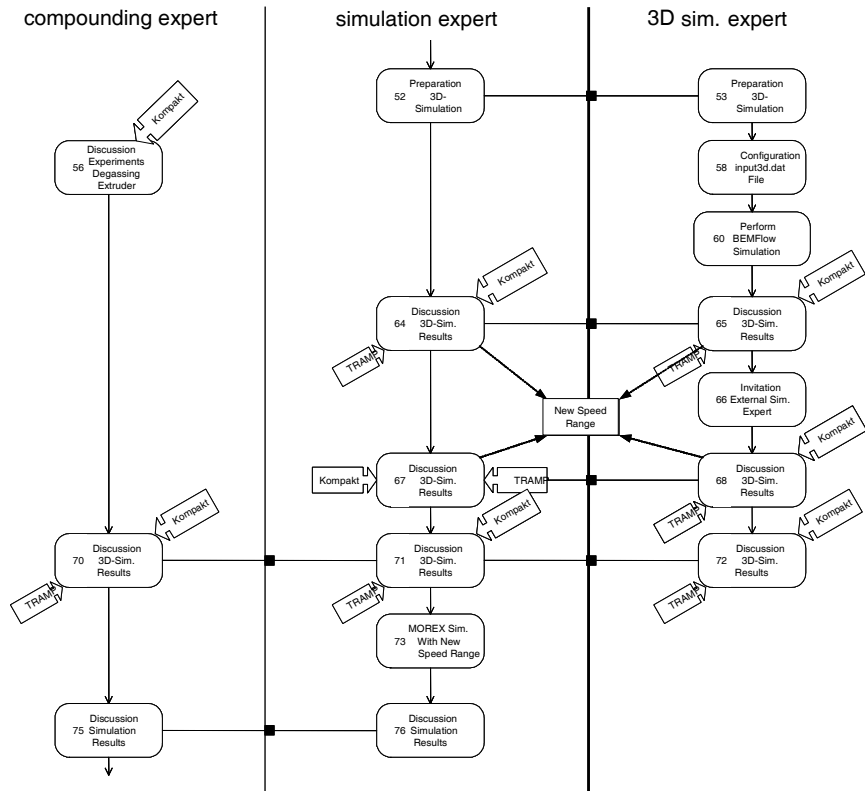 compounding expert
simulation expert
3D sim. expert
Preparation
52 3D-
Simulation
Preparation
53 3D-
Simulation
Kompakt
Discussion
56 Experiments
Degassing
Extruder
Configuration
58 input3d.dat
File
Perform
60 BEMFlow
Simulation
Kompakt
Discussion
64 3D-Sim.
Results
TRAMP
Kompakt
Discussion
65 3D-Sim.
Results
TRAMP
Invitation
66 External Sim.
Expert
New Speed
Range
Kompakt
Discussion
67 3D-Sim.
Results
TRAMP
Kompakt
Discussion
68 3D-Sim.
Results
TRAMP
Kompakt
Discussion
70 3D-Sim.
Results
TRAMP
Kompakt
Discussion
71 3D-Sim.
Results
TRAMP
Kompakt
Discussion
72 3D-Sim.
Results
TRAMP
MOREX Sim.
73 With New
Speed Range
Discussion
75 Simulation
Results
Discussion
76 Simulation
Results